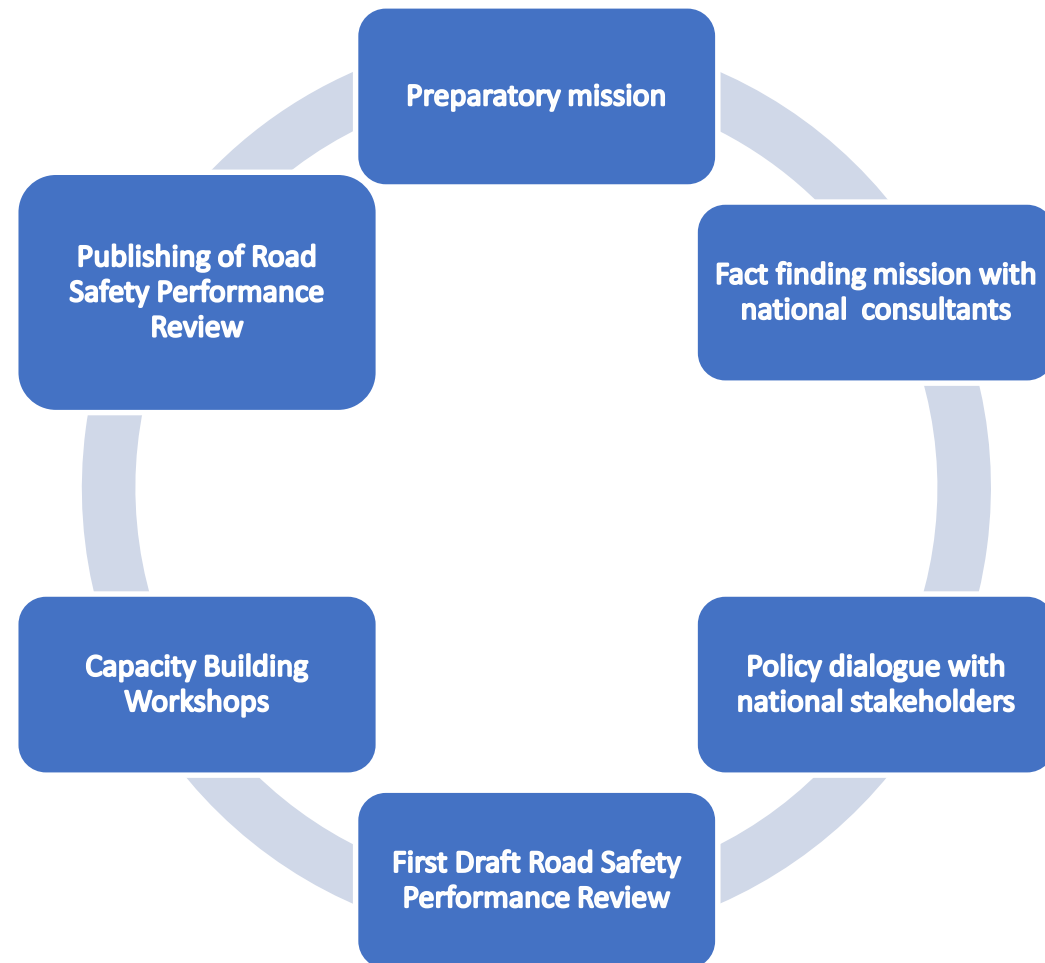 Preparatory mission
Fact finding mission with
national  consultants
Policy dialogue with
national stakeholders
First Draft Road Safety
Performance Review
Capacity Building
Workshops
Publishing of Road
Safety Performance
Review